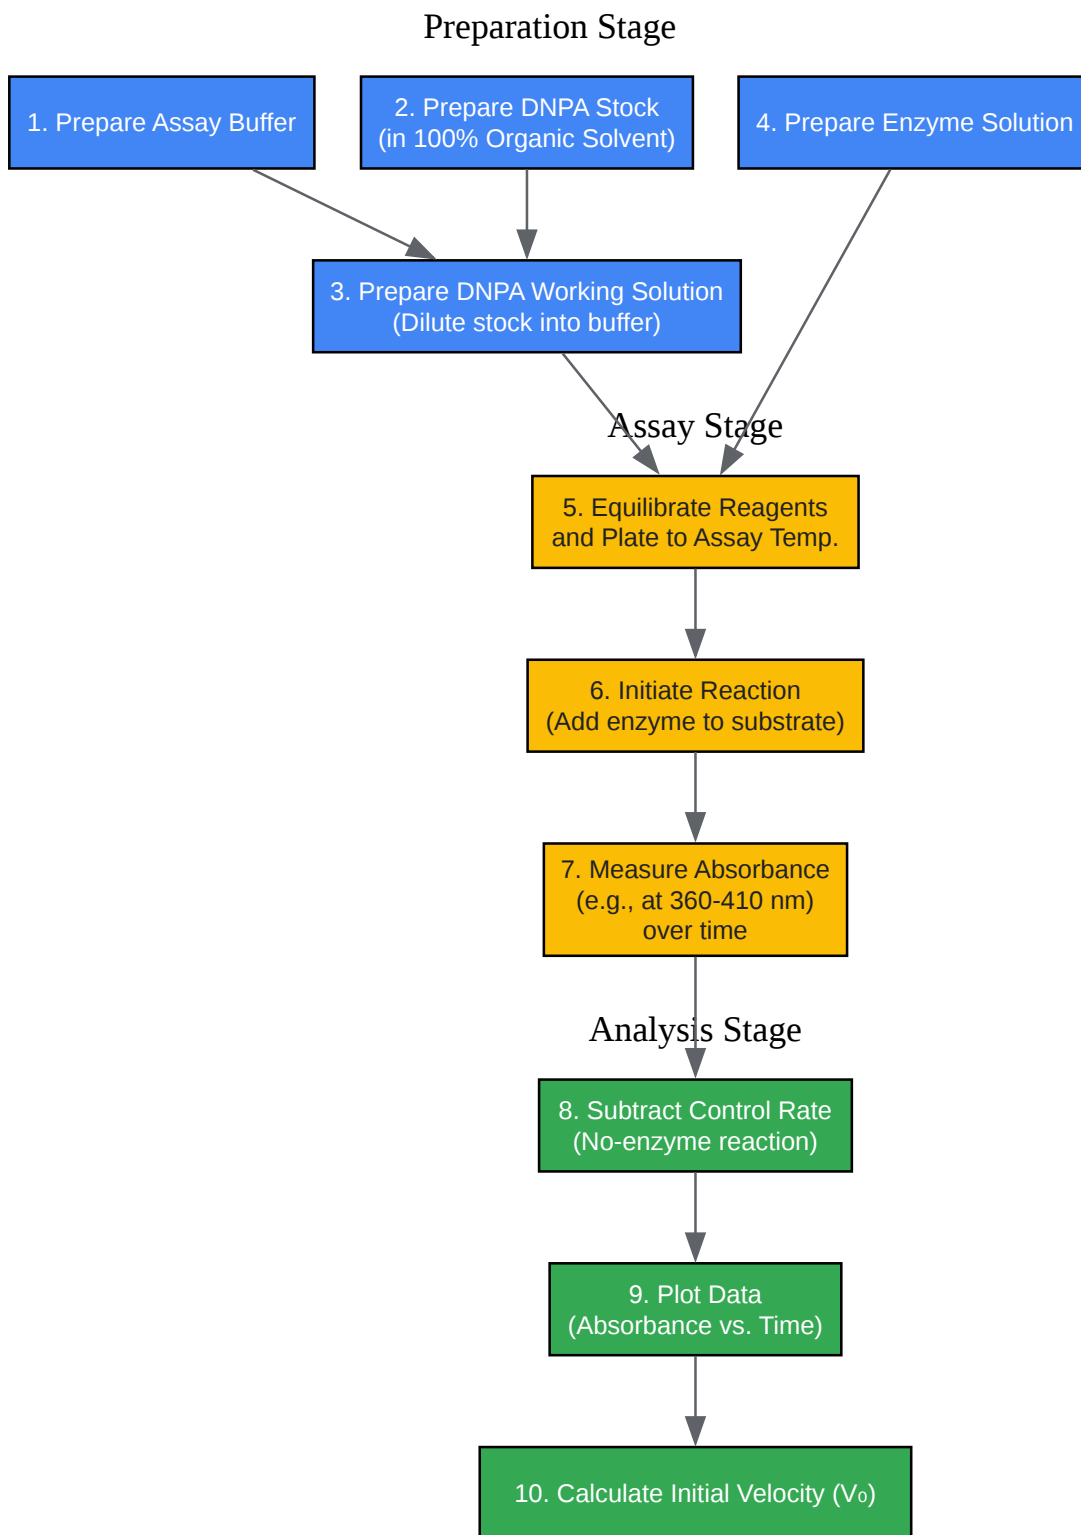 Preparation Stage
1. Prepare Assay Buffer
2. Prepare DNPA Stock
(in 100% Organic Solvent)
4. Prepare Enzyme Solution
3. Prepare DNPA Working Solution
(Dilute stock into buffer)
Assay Stage
5. Equilibrate Reagents
and Plate to Assay Temp.
6. Initiate Reaction
(Add enzyme to substrate)
7. Measure Absorbance
(e.g., at 360-410 nm)
over time
Analysis Stage
8. Subtract Control Rate
(No-enzyme reaction)
9. Plot Data
(Absorbance vs. Time)
10. Calculate Initial Velocity (V₀)